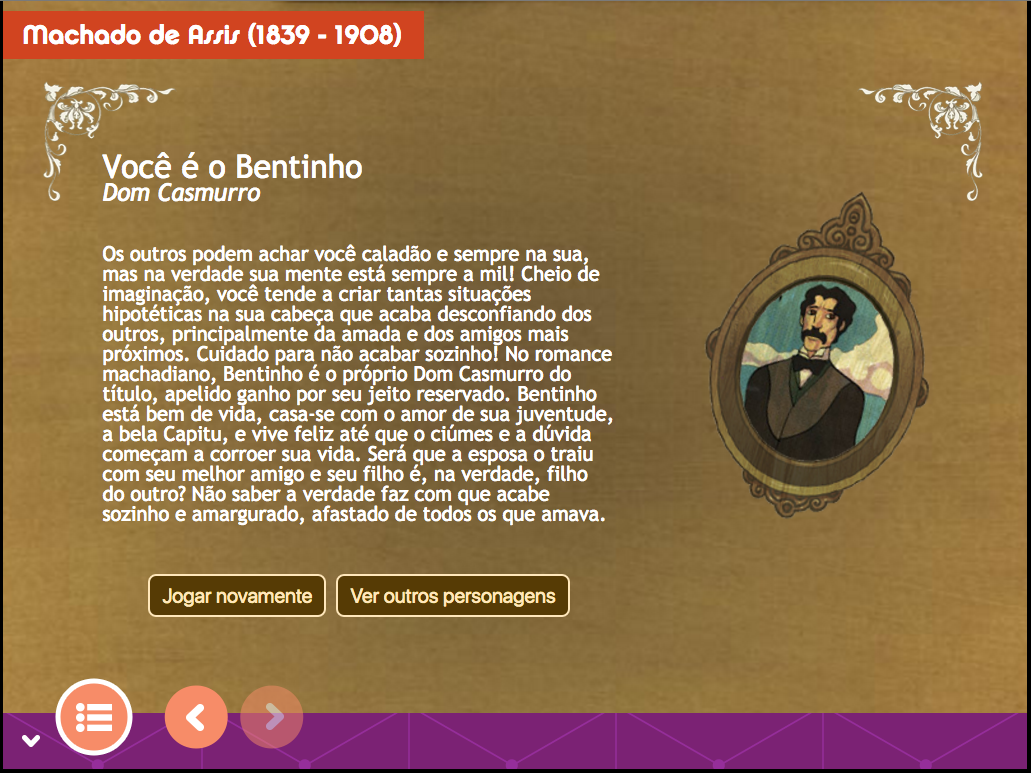 Machado de Assis (1839 - 1908)
Você é o Bentinho
Dom Casmurro
Os outros podem achar você caladão e sempre na sua,
mas na verdade sua mente está sempre a mil! Cheio de
imaginação, você tende a criar tantas situações
hipotéticas na sua cabeça que acaba desconfiando dos
outros, principalmente da amada e dos amigos mais
próximos. Cuidado para não acabar sozinho! No romance
machadiano, Bentinho é o próprio Dom Casmurro do
título, apelido ganho por seu jeito reservado. Bentinho
está bem de vida, casa-se com o amor de sua juventude,
a bela Capitu, e vive feliz até que o ciúmes e a dúvida
começam a corroer sua vida. Será que a esposa o traiu
com seu melhor amigo e seu filho é, na verdade, filho
do outro? Não saber a verdade faz com que acabe
sozinho e amargurado, afastado de todos os que amava.
Jogar novamente
Ver outros personagens